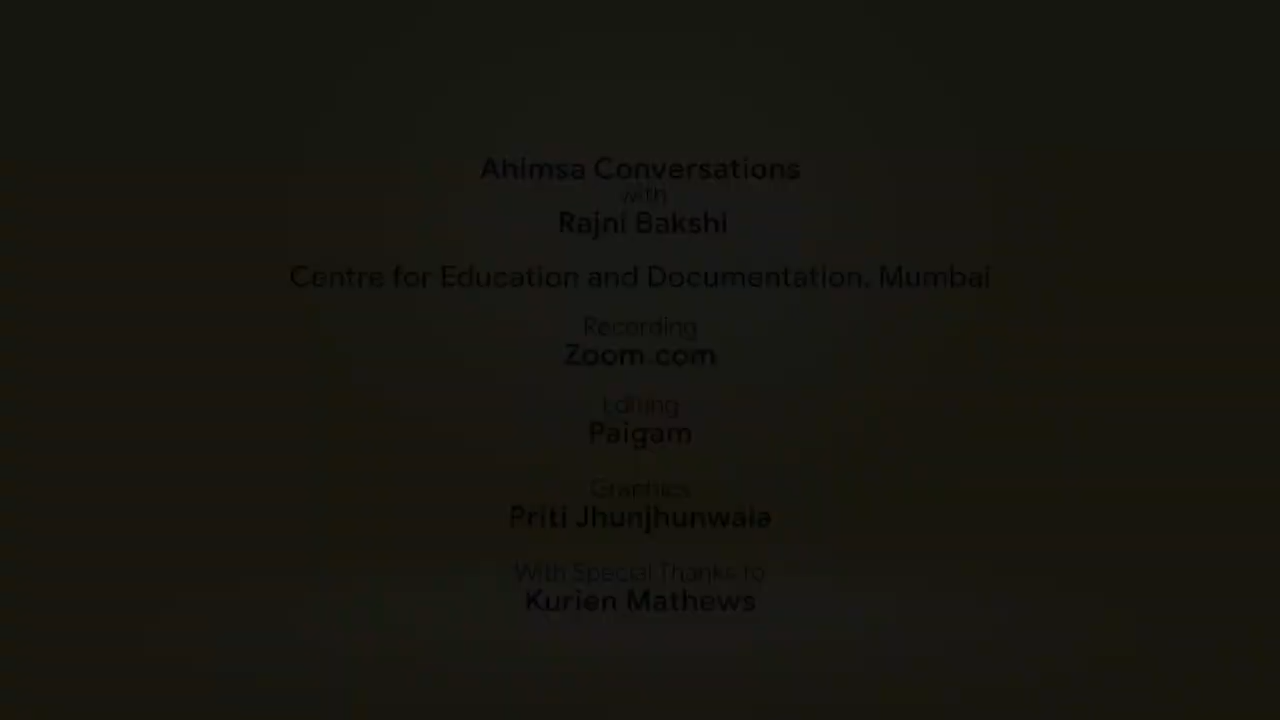 Ahimsa Conversations
with
Rajni Bakshi
Centre for Education and Documentation, Mumbai
Recording
Zoom.com
Editing
Paigam
Graphics
Priti Jhunjhunwala
With Special Thanks to
Kurien Mathews